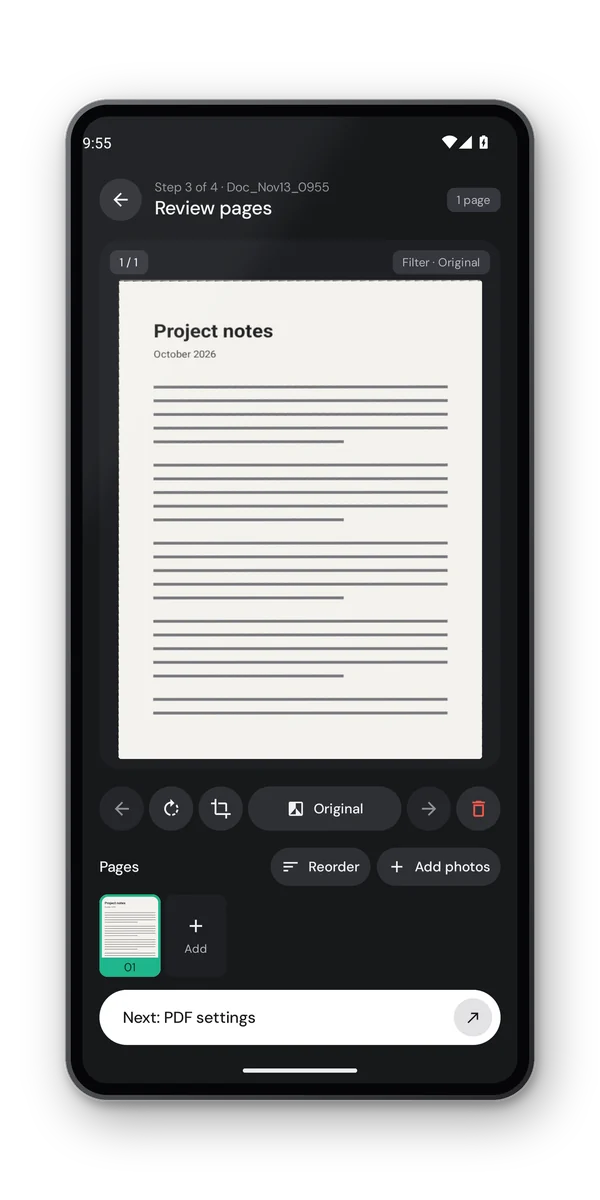 9:55
Step 3 of 4 · Doc_Nov13_0955
Review pages
1 page
1 / 1
Filter · Original
Project notes
October 2026
Original
Pages
Reorder
Add photos
Project notes
01
Add
Next: PDF settings